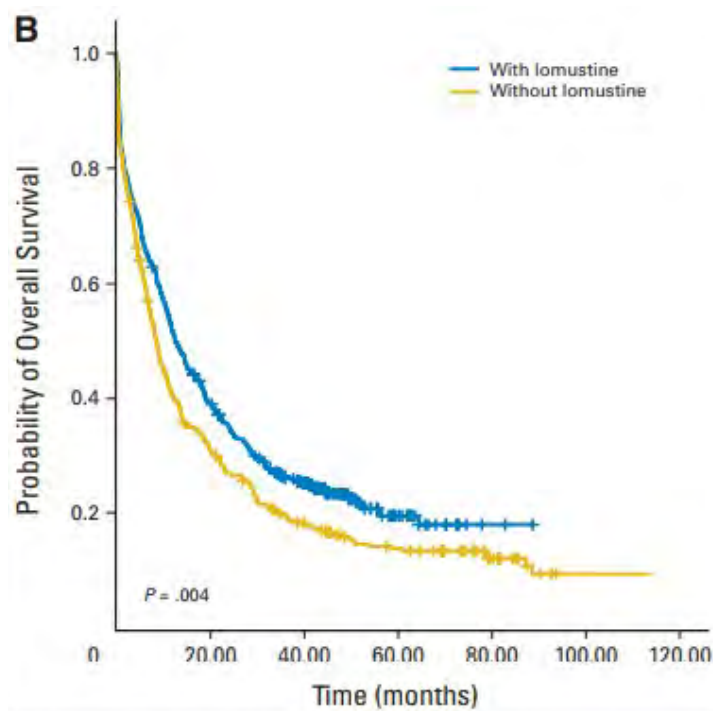 B
With lomustine
Without lomustine
Probability of Overall Survival
1.0
0.8
0.6
0.4
0.2
0
P = .004
20.00 40.00 60.00 80.00 100.00 120.00
Time (months)